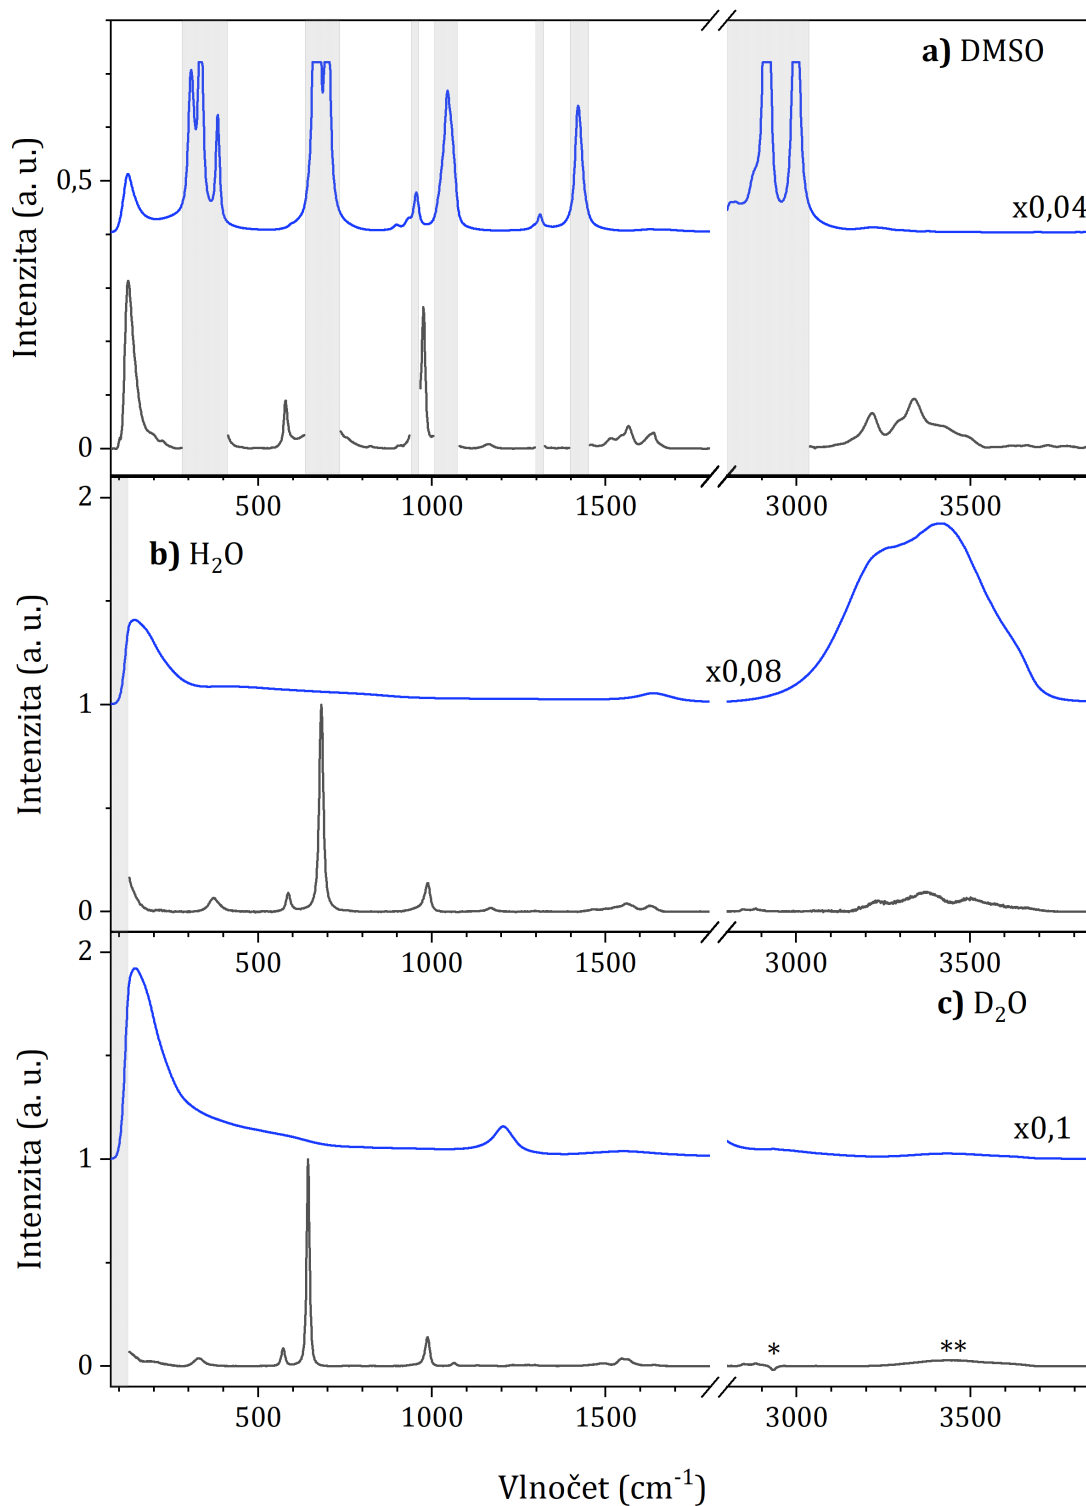 a) DMSO
Intenzita (a. u.)
0,5
0
x0,04
500 1000 1500 3000 3500
b) H₂O
Intenzita (a. u.)
2
1
0
x0,08
500 1000 1500 3000 3500
c) D₂O
Intenzita (a. u.)
2
1
0
x0,1
* **
500 1000 1500 3000 3500
Vlnočet (cm⁻¹)